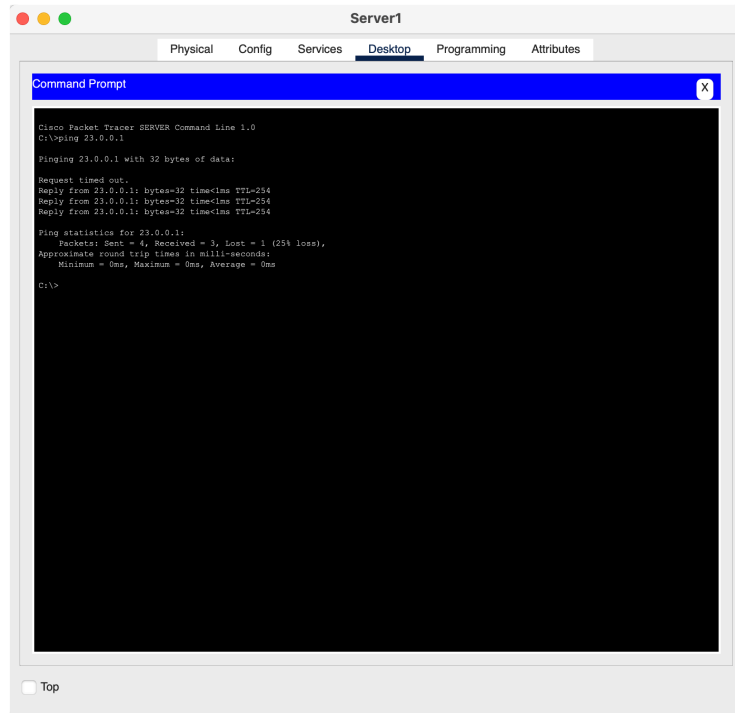 Server1
Physical Config Services Desktop Programming Attributes
Command Prompt
X
Cisco Packet Tracer SERVER Command Line 1.0
C:\>ping 23.0.0.1
Pinging 23.0.0.1 with 32 bytes of data:
Request timed out.
Reply from 23.0.0.1: bytes=32 time<1ms TTL=254
Reply from 23.0.0.1: bytes=32 time<1ms TTL=254
Reply from 23.0.0.1: bytes=32 time<1ms TTL=254
Ping statistics for 23.0.0.1:
Packets: Sent = 4, Received = 3, Lost = 1 (25% loss),
Approximate round trip times in milli-seconds:
Minimum = 0ms, Maximum = 0ms, Average = 0ms
C:\>
Top